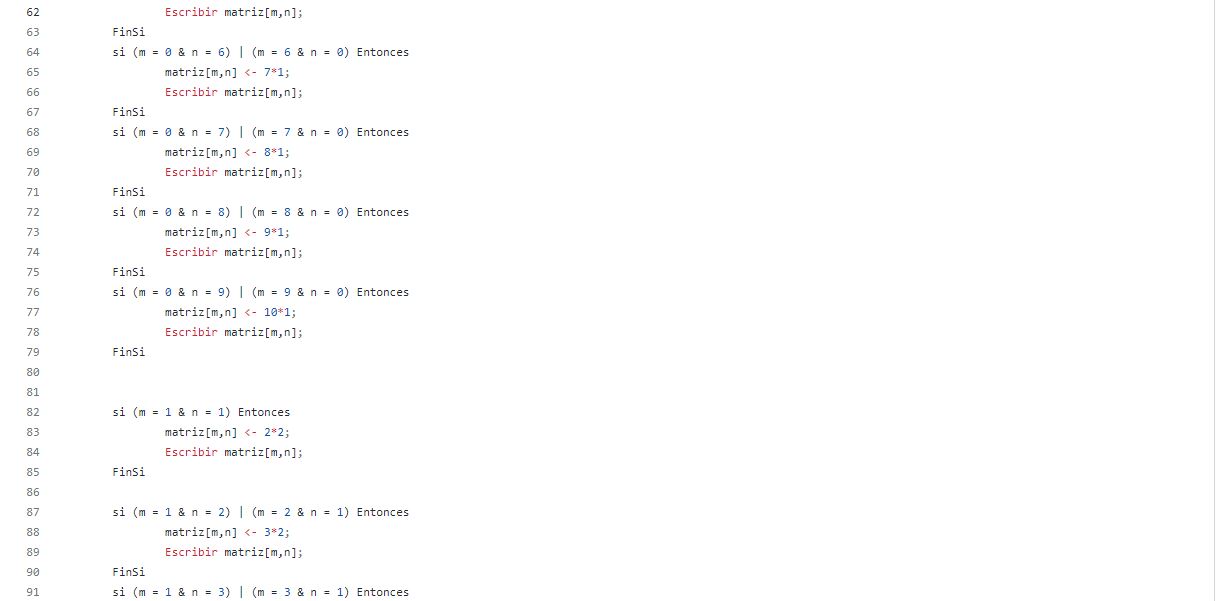 62 Escribir matriz[m,n];
63 FinSi
64 si (m = 0 & n = 6) | (m = 6 & n = 0) Entonces
65 matriz[m,n] <- 7*1;
66 Escribir matriz[m,n];
67 FinSi
68 si (m = 0 & n = 7) | (m = 7 & n = 0) Entonces
69 matriz[m,n] <- 8*1;
70 Escribir matriz[m,n];
71 FinSi
72 si (m = 0 & n = 8) | (m = 8 & n = 0) Entonces
73 matriz[m,n] <- 9*1;
74 Escribir matriz[m,n];
75 FinSi
76 si (m = 0 & n = 9) | (m = 9 & n = 0) Entonces
77 matriz[m,n] <- 10*1;
78 Escribir matriz[m,n];
79 FinSi
80
81
82 si (m = 1 & n = 1) Entonces
83 matriz[m,n] <- 2*2;
84 Escribir matriz[m,n];
85 FinSi
86
87 si (m = 1 & n = 2) | (m = 2 & n = 1) Entonces
88 matriz[m,n] <- 3*2;
89 Escribir matriz[m,n];
90 FinSi
91 si (m = 1 & n = 3) | (m = 3 & n = 1) Entonces